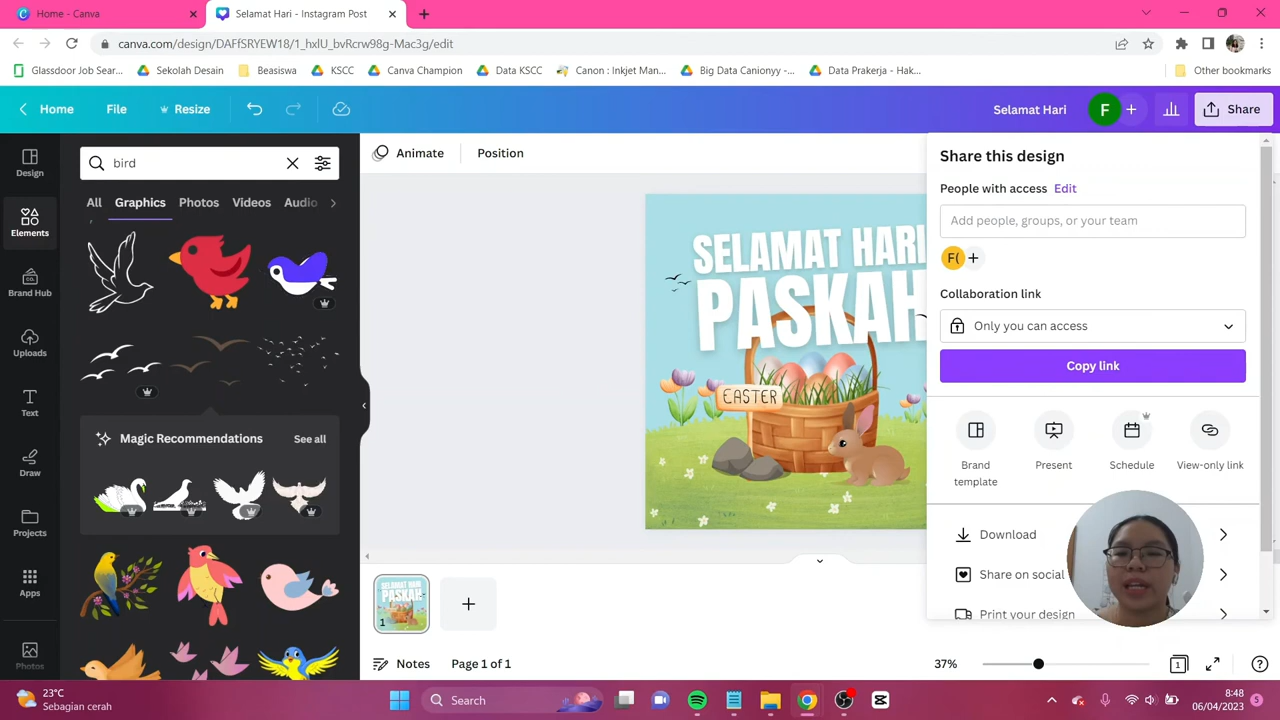 Home - Canva
Selamat Hari - Instagram Post
canva.com/design/DAFfSRYEW18/1_hxlU_bvRcrw98g-Mac3g/edit
Glassdoor Job Sear...
Sekolah Desain
Beasiswa
KSCC
Canva Champion
Data KSCC
Canon : Inkjet Man...
Big Data Canionyy -...
Data Prakerja - Hak...
Other bookmarks
Home
File
Resize
Selamat Hari
F
Share
Design
Elements
Brand Hub
Uploads
Text
Draw
Projects
Apps
Photos
bird
All
Graphics
Photos
Videos
Audio
Magic Recommendations
See all
Animate
Position
SELAMAT HARI
PASKAH
EASTER
SELAMAT HARI
PASKAH
1
Notes
Page 1 of 1
37%
1
Share this design
People with access
Edit
Add people, groups, or your team
F(
Collaboration link
Only you can access
Copy link
Brand template
Present
Schedule
View-only link
Download
Share on social
Print your design
23°C
Sebagian cerah
Search
8:48
06/04/2023
5